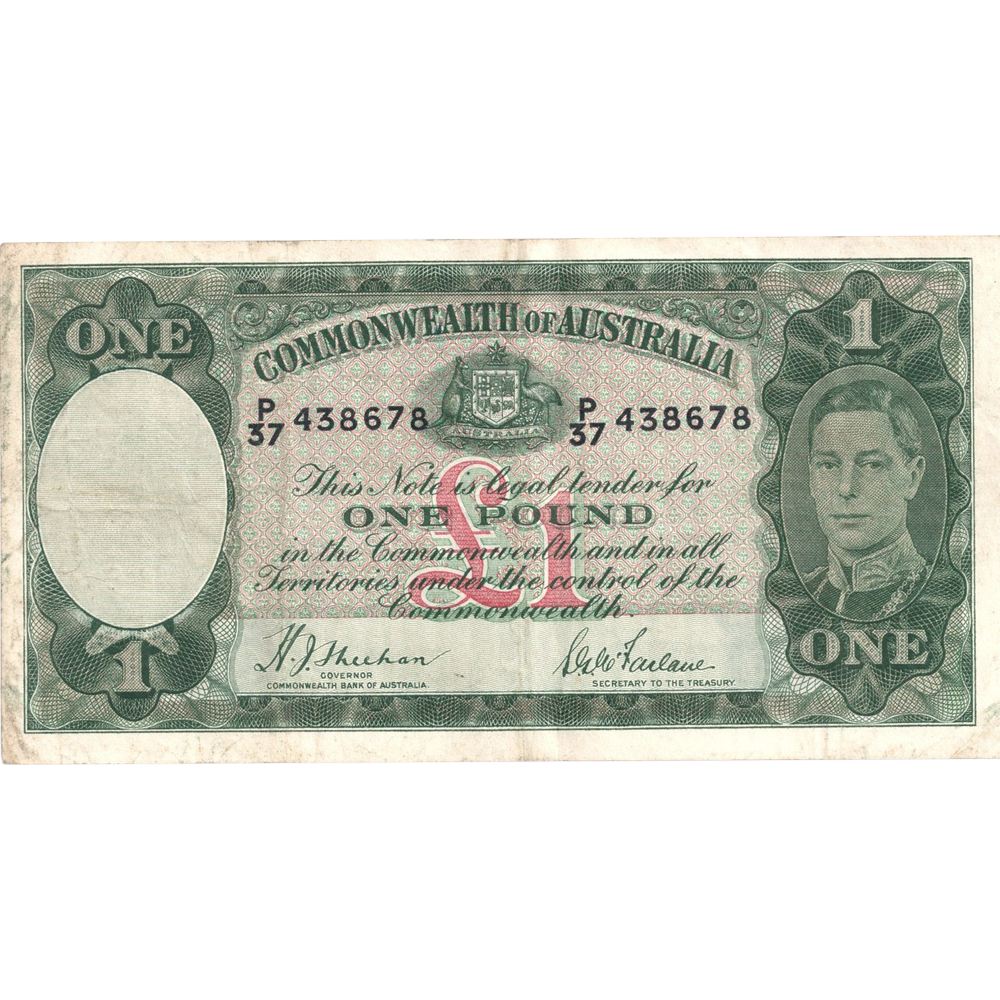 ONE
1
COMMONWEALTH OF AUSTRALIA
P/37 438678
P/37 438678
AUSTRALIA
This Note is legal tender for
ONE POUND
£1
in the Commonwealth and in all
Territories under the control of the
Commonwealth.
H.J. Sheehan
GOVERNOR
COMMONWEALTH BANK OF AUSTRALIA.
S.G. McFarlane
SECRETARY TO THE TREASURY.
1
ONE